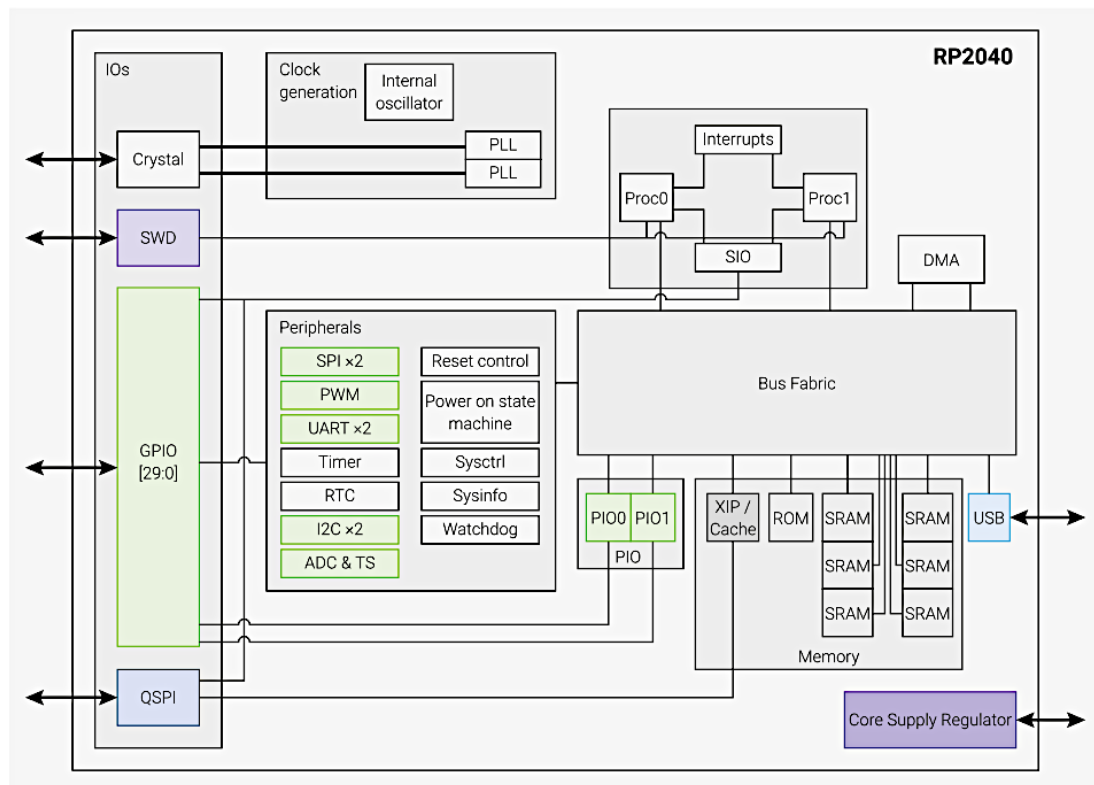 RP2040
IOs
Crystal
SWD
GPIO
[29:0]
QSPI
Clock
generation
Internal
oscillator
PLL
PLL
Interrupts
Proc0
Proc1
SIO
DMA
Peripherals
SPI ×2
PWM
UART ×2
Timer
RTC
I2C ×2
ADC & TS
Reset control
Power on state
machine
Sysctrl
Sysinfo
Watchdog
Bus Fabric
PIO0
PIO1
PIO
XIP /
Cache
ROM
SRAM
SRAM
SRAM
SRAM
SRAM
SRAM
Memory
USB
Core Supply Regulator